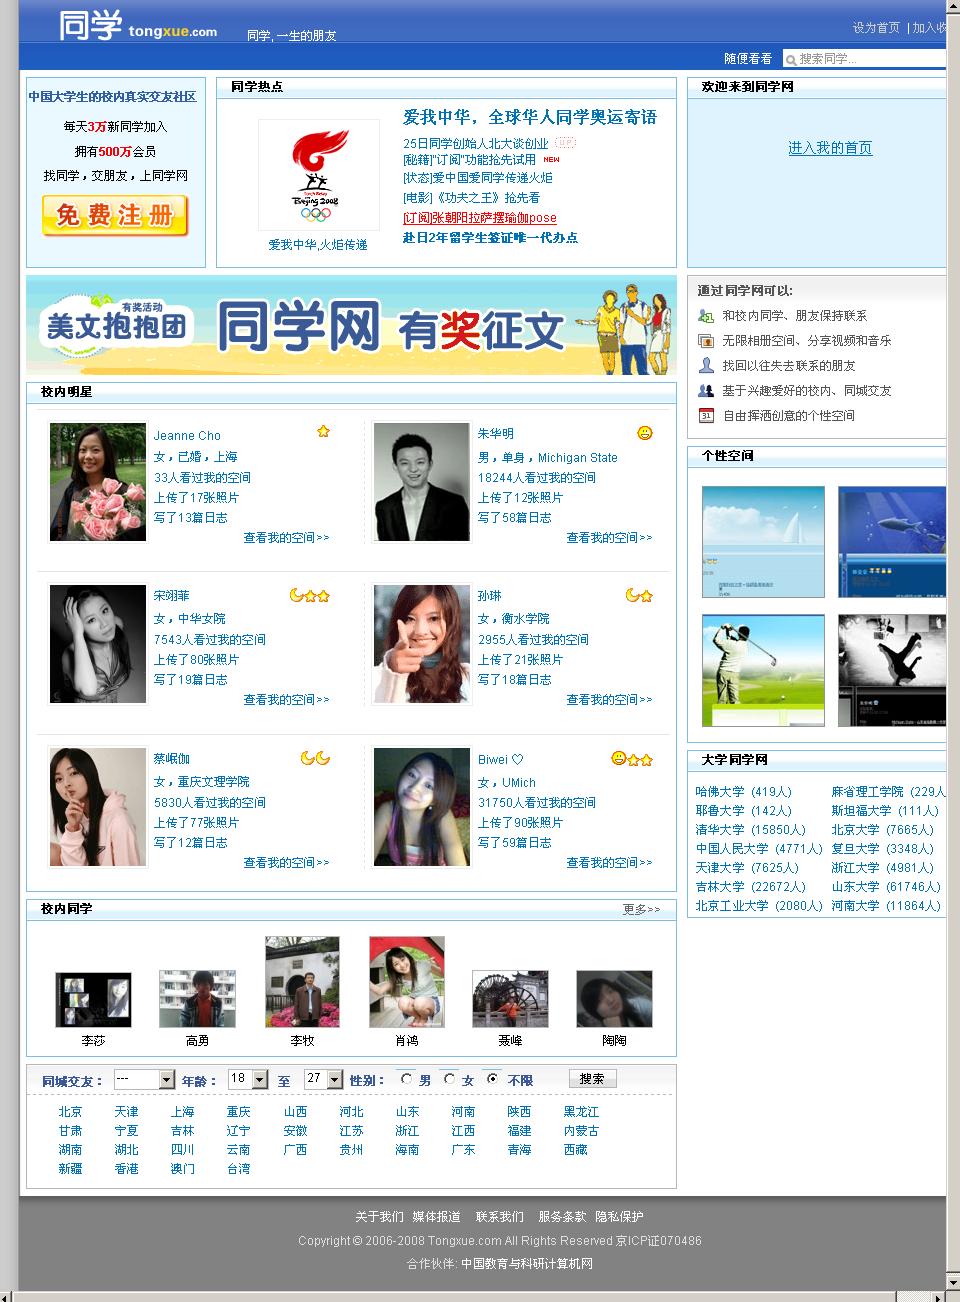 同学 tongxue.com
同学, 一生的朋友
设为首页 | 加入收
随便看看 搜索同学...
中国大学生的校内真实交友社区
每天3万新同学加入
拥有500万会员
找同学，交朋友，上同学网
免费注册
同学热点
爱我中华，全球华人同学奥运寄语
25日同学创始人北大谈创业 UP
[秘籍]"订阅"功能抢先试用 NEW
[状态]爱中国爱同学传递火炬
[电影]《功夫之王》抢先看
[订阅]张朝阳拉萨摆瑜伽pose
赴日2年留学生签证唯一代办点
Torch Relay
Beijing 2008
爱我中华,火炬传递
欢迎来到同学网
进入我的首页
有奖活动
美文抱抱团
同学网 有奖征文
通过同学网可以:
和校内同学、朋友保持联系
无限相册空间、分享视频和音乐
找回以往失去联系的朋友
基于兴趣爱好的校内、同城交友
31 自由挥洒创意的个性空间
校内明星
Jeanne Cho
女，已婚，上海
33人看过我的空间
上传了17张照片
写了13篇日志
查看我的空间>>
朱华明
男，单身，Michigan State
18244人看过我的空间
上传了12张照片
写了58篇日志
查看我的空间>>
宋翊菲
女，中华女院
7543人看过我的空间
上传了80张照片
写了19篇日志
查看我的空间>>
孙琳
女，衡水学院
2955人看过我的空间
上传了21张照片
写了18篇日志
查看我的空间>>
蔡岷伽
女，重庆文理学院
5830人看过我的空间
上传了77张照片
写了12篇日志
查看我的空间>>
Biwei ♡
女，UMich
31750人看过我的空间
上传了90张照片
写了59篇日志
查看我的空间>>
个性空间
大学同学网
哈佛大学 (419人) 麻省理工学院 (229人
耶鲁大学 (142人) 斯坦福大学 (111人)
清华大学 (15850人) 北京大学 (7665人)
中国人民大学 (4771人) 复旦大学 (3348人)
天津大学 (7625人) 浙江大学 (4981人)
吉林大学 (22672人) 山东大学 (61746人)
北京工业大学 (2080人) 河南大学 (11864人)
校内同学 更多>>
李莎 高勇 李牧 肖鸿 聂峰 陶陶
同城交友： --- 年龄： 18 至 27 性别： 男 女 不限 搜索
北京 天津 上海 重庆 山西 河北 山东 河南 陕西 黑龙江
甘肃 宁夏 吉林 辽宁 安徽 江苏 浙江 江西 福建 内蒙古
湖南 湖北 四川 云南 广西 贵州 海南 广东 青海 西藏
新疆 香港 澳门 台湾
关于我们 媒体报道 联系我们 服务条款 隐私保护
Copyright © 2006-2008 Tongxue.com All Rights Reserved 京ICP证070486
合作伙伴: 中国教育与科研计算机网